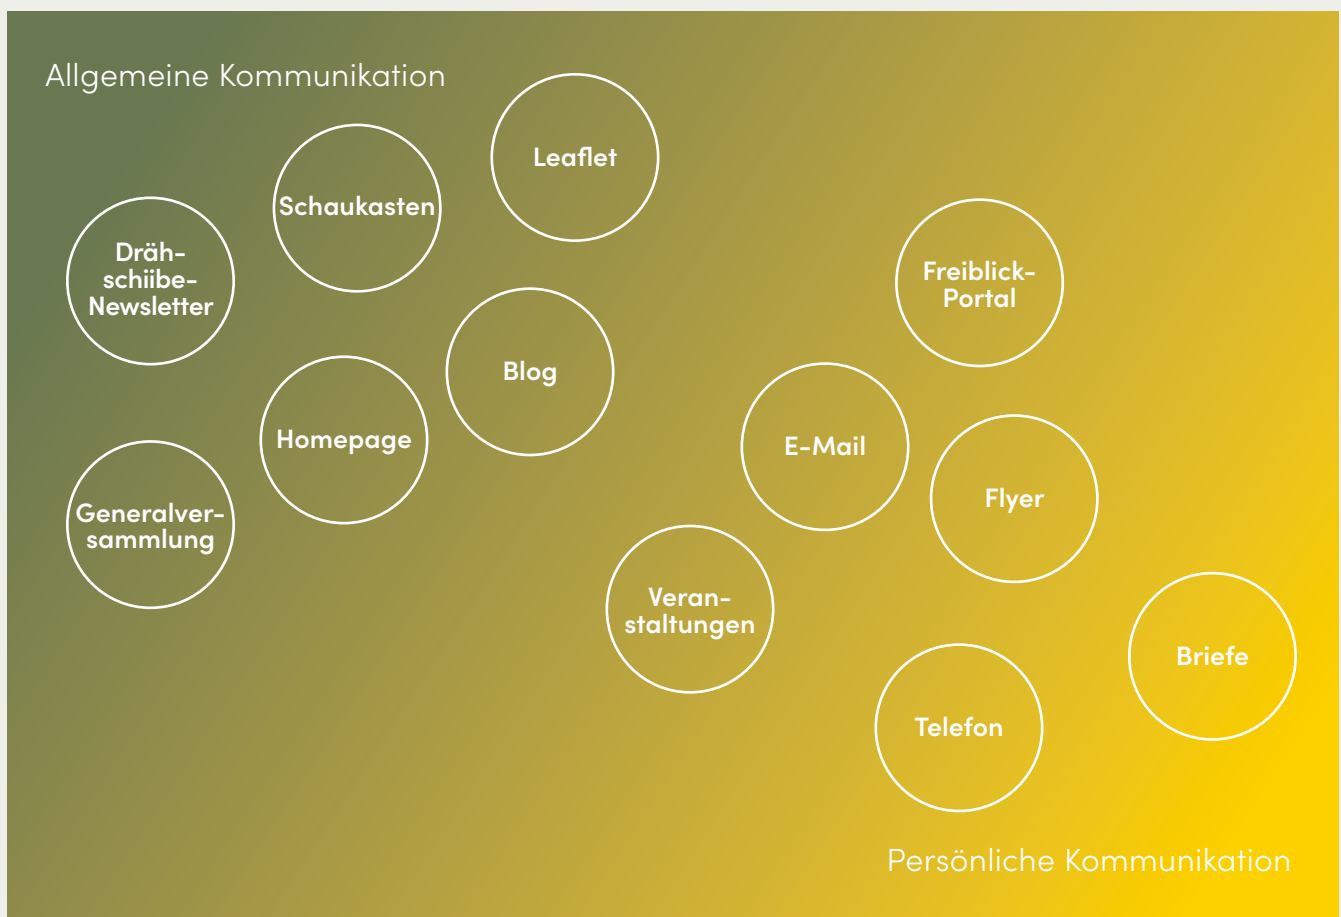 Allgemeine Kommunikation
Leaflet
Schaukasten
Dräh-
schiibe-
Newsletter
Freiblick-
Portal
Blog
Homepage
E-Mail
Flyer
Generalver-
sammlung
Veran-
staltungen
Briefe
Telefon
Persönliche Kommunikation